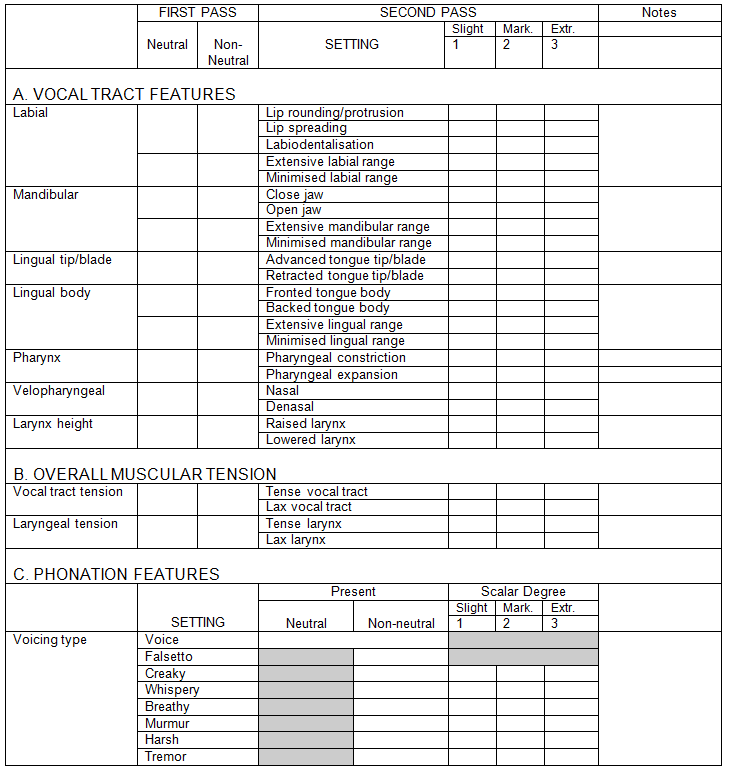 FIRST PASS SECOND PASS Notes
Slight Mark. Extr.
Neutral Non- SETTING 1 2 3
Neutral
A. VOCAL TRACT FEATURES
Labial Lip rounding/protrusion
Lip spreading
Labiodentalisation
Extensive labial range
Minimised labial range
Mandibular Close jaw
Open jaw
Extensive mandibular range
Minimised mandibular range
Lingual tip/blade Advanced tongue tip/blade
Retracted tongue tip/blade
Lingual body Fronted tongue body
Backed tongue body
Extensive lingual range
Minimised lingual range
Pharynx Pharyngeal constriction
Pharyngeal expansion
Velopharyngeal Nasal
Denasal
Larynx height Raised larynx
Lowered larynx
B. OVERALL MUSCULAR TENSION
Vocal tract tension Tense vocal tract
Lax vocal tract
Laryngeal tension Tense larynx
Lax larynx
C. PHONATION FEATURES
Present Scalar Degree
Slight Mark. Extr.
SETTING Neutral Non-neutral 1 2 3
Voicing type Voice
Falsetto
Creaky
Whispery
Breathy
Murmur
Harsh
Tremor